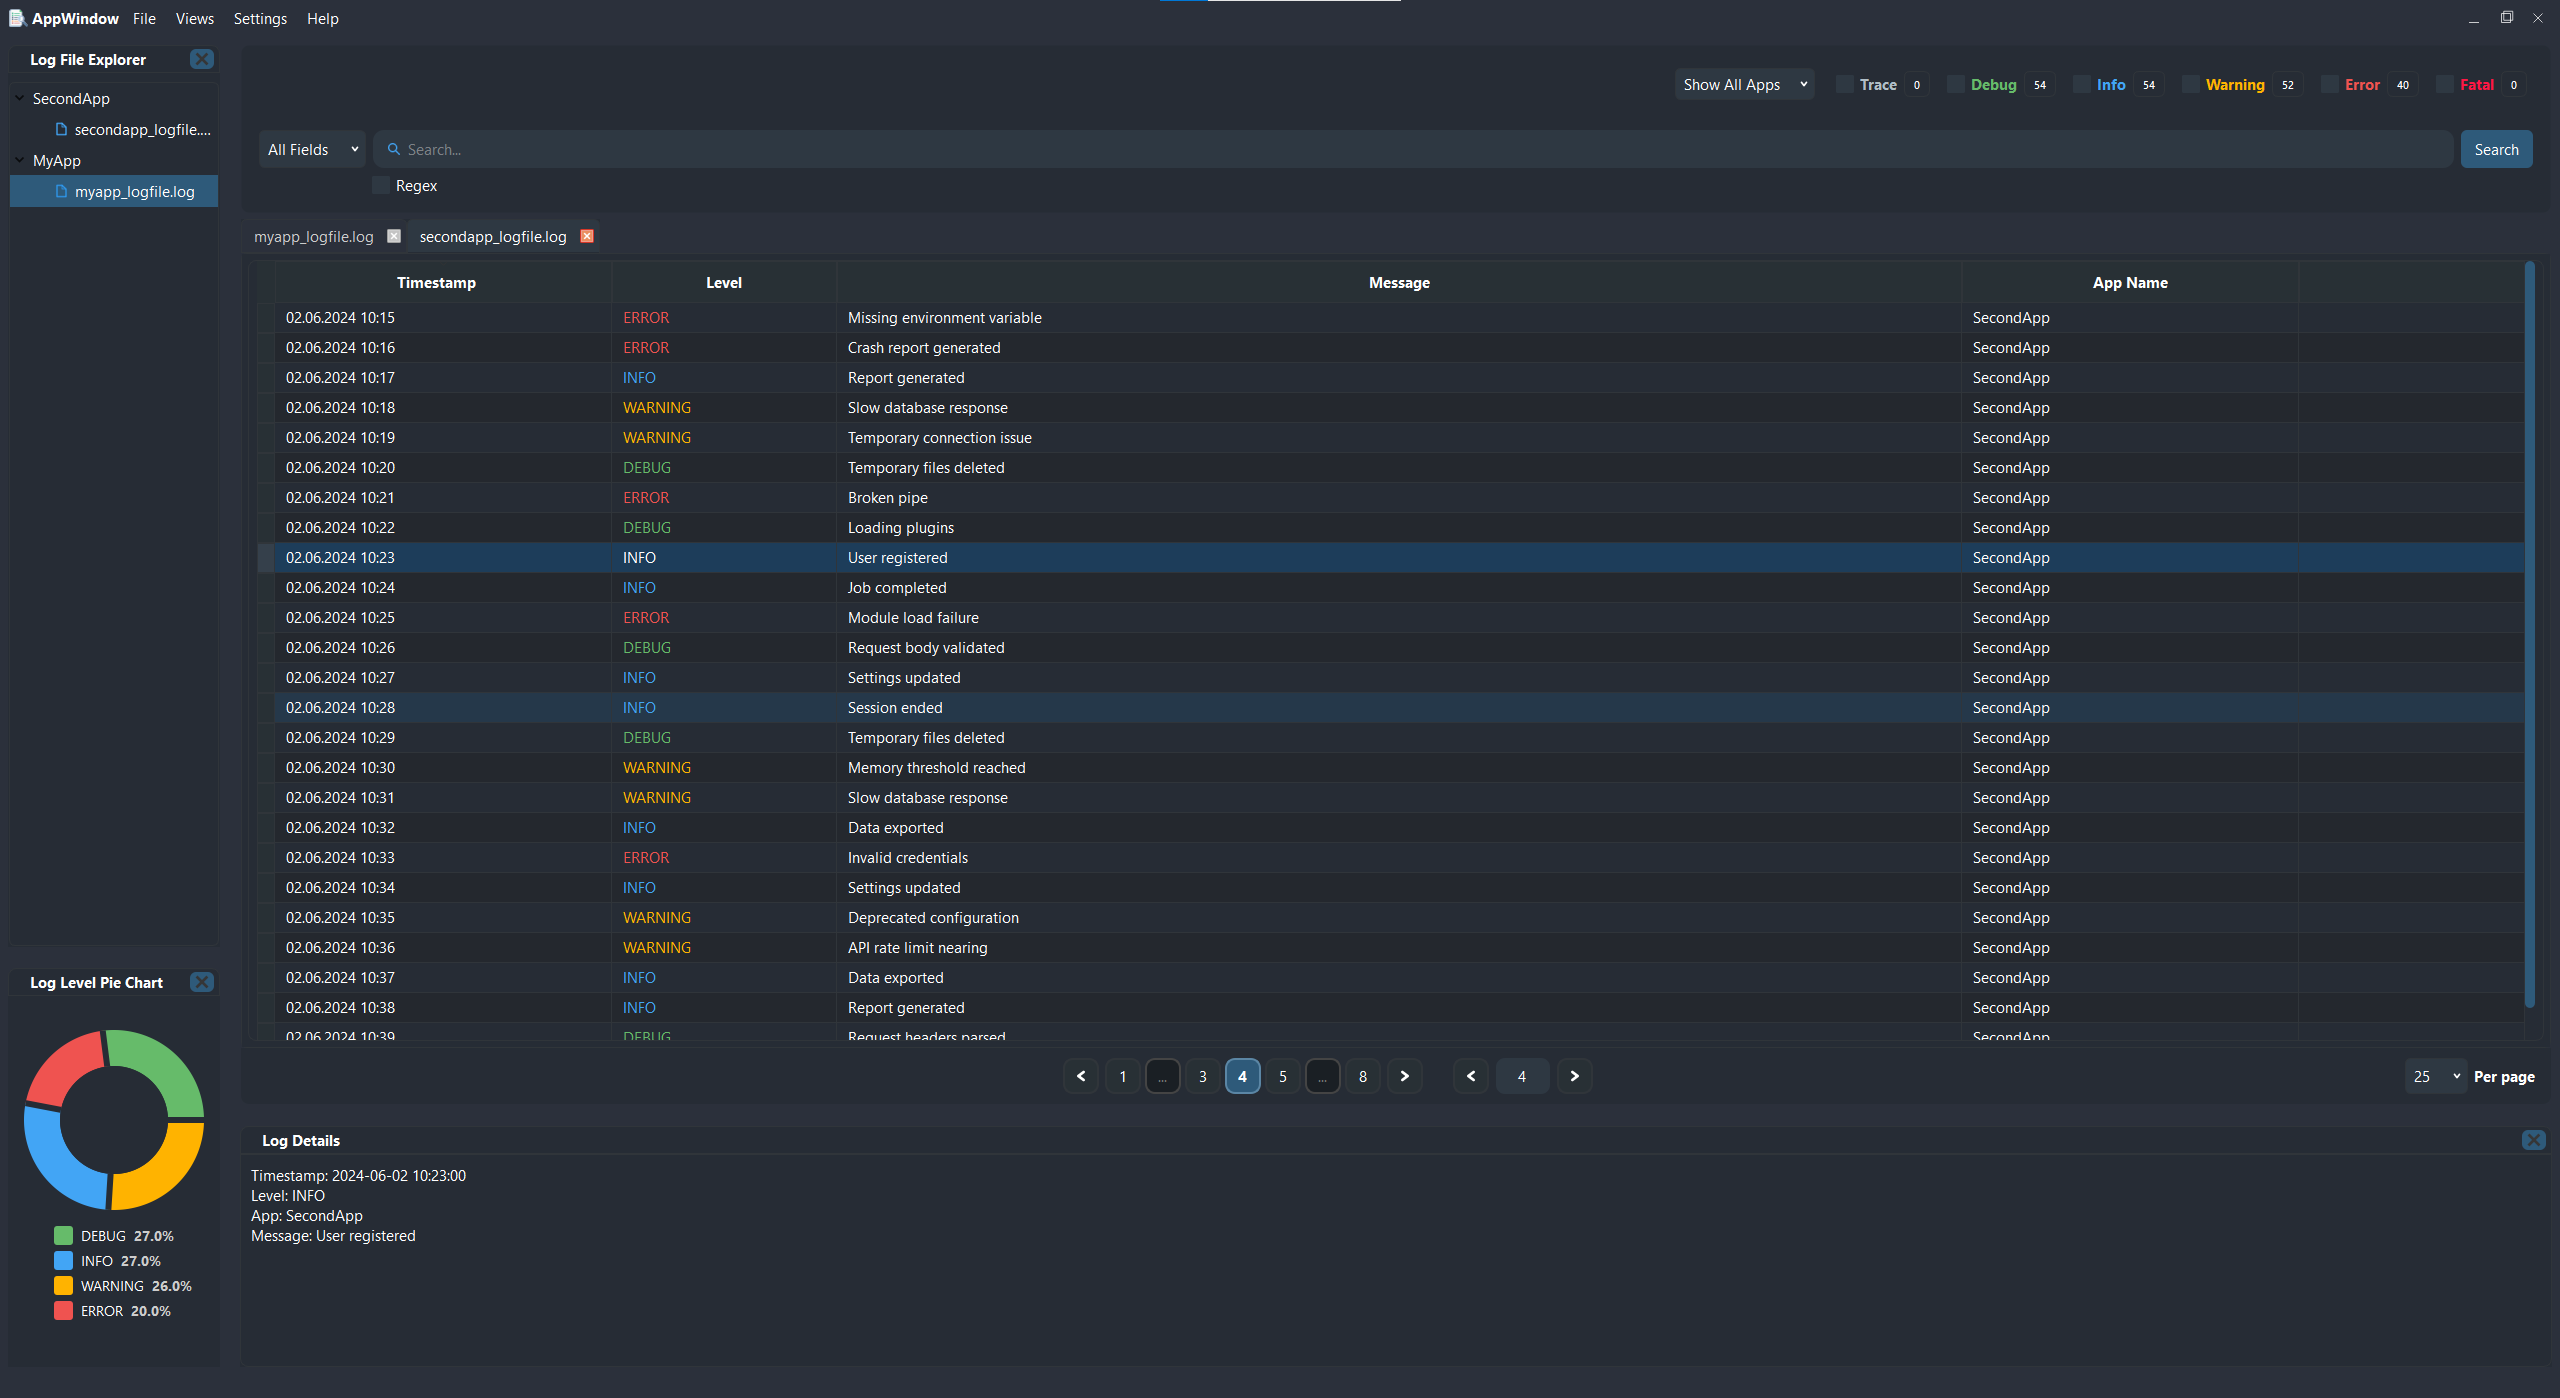 AppWindow File Views Settings Help
Log File Explorer
SecondApp
secondapp_logfile....
MyApp
myapp_logfile.log
Show All Apps Trace 0 Debug 54 Info 54 Warning 52 Error 40 Fatal 0
All Fields Search... Search
Regex
myapp_logfile.log secondapp_logfile.log
Timestamp Level Message App Name
02.06.2024 10:15 ERROR Missing environment variable SecondApp
02.06.2024 10:16 ERROR Crash report generated SecondApp
02.06.2024 10:17 INFO Report generated SecondApp
02.06.2024 10:18 WARNING Slow database response SecondApp
02.06.2024 10:19 WARNING Temporary connection issue SecondApp
02.06.2024 10:20 DEBUG Temporary files deleted SecondApp
02.06.2024 10:21 ERROR Broken pipe SecondApp
02.06.2024 10:22 DEBUG Loading plugins SecondApp
02.06.2024 10:23 INFO User registered SecondApp
02.06.2024 10:24 INFO Job completed SecondApp
02.06.2024 10:25 ERROR Module load failure SecondApp
02.06.2024 10:26 DEBUG Request body validated SecondApp
02.06.2024 10:27 INFO Settings updated SecondApp
02.06.2024 10:28 INFO Session ended SecondApp
02.06.2024 10:29 DEBUG Temporary files deleted SecondApp
02.06.2024 10:30 WARNING Memory threshold reached SecondApp
02.06.2024 10:31 WARNING Slow database response SecondApp
02.06.2024 10:32 INFO Data exported SecondApp
02.06.2024 10:33 ERROR Invalid credentials SecondApp
02.06.2024 10:34 INFO Settings updated SecondApp
02.06.2024 10:35 WARNING Deprecated configuration SecondApp
02.06.2024 10:36 WARNING API rate limit nearing SecondApp
02.06.2024 10:37 INFO Data exported SecondApp
02.06.2024 10:38 INFO Report generated SecondApp
02.06.2024 10:39 DEBUG Request headers parsed SecondApp
1 ... 3 4 5 ... 8 4 25 Per page
Log Level Pie Chart
DEBUG 27.0%
INFO 27.0%
WARNING 26.0%
ERROR 20.0%
Log Details
Timestamp: 2024-06-02 10:23:00
Level: INFO
App: SecondApp
Message: User registered